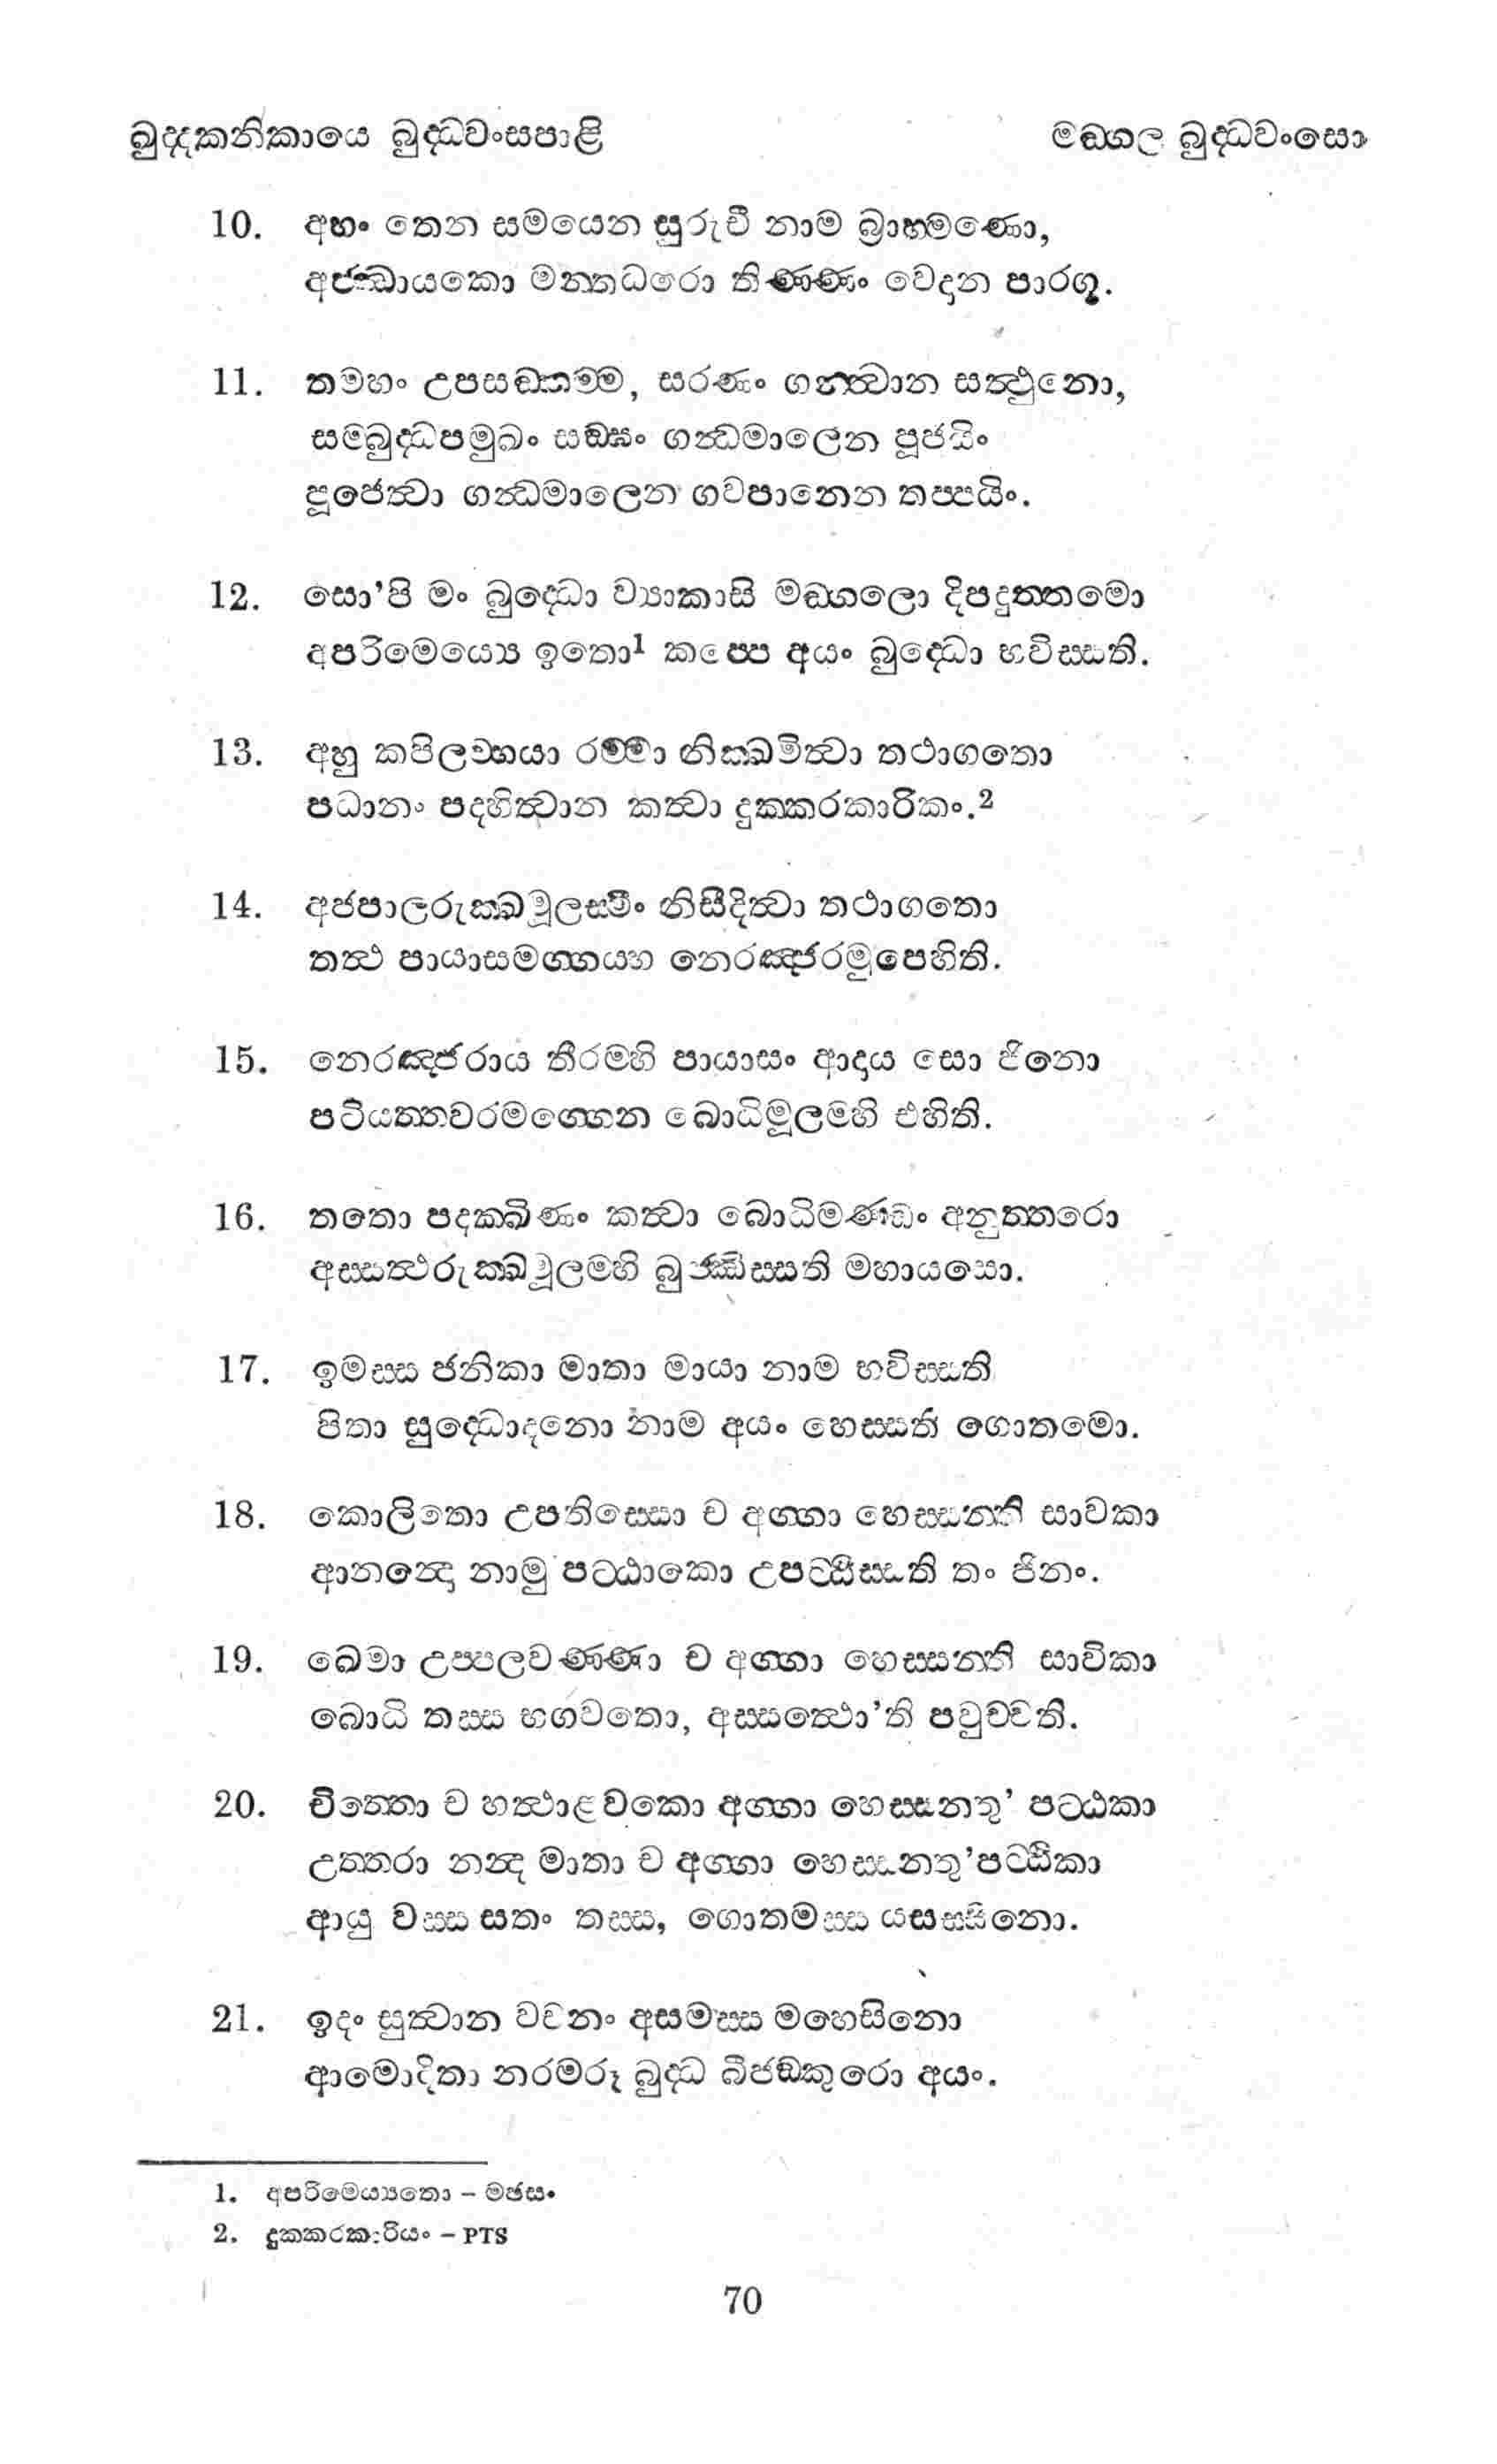 ඛුද්දකනිකායෙ බුද්ධවංසපාළි
මඞ්ගල බුද්ධවංසො
10. අහං තෙන සමයෙන සුරුචී නාම බ්‍රාහ්මණො,
අජ්ඣායකො මන්තධරො තිණ්ණං වෙදාන පාරගූ.
11. තමහං උපසඞ්කම්ම, සරණං ගන්ත්වාන සත්ථුනො,
සම්බුද්ධපමුඛං සඞ්ඝං ගන්ධමාලෙන පූජයිං
පූජෙත්වා ගන්ධමාලෙන ගවපානෙන තප්පයිං.
12. සො'පි මං බුද්ධො ව්‍යාකාසි මඞ්ගලො දිපදුත්තමො
අපරිමෙය්‍යෙ ඉතො1 කප්පෙ අයං බුද්ධො භවිස්සති.
13. අහු කපිලව්හයා රම්මා නික්ඛමිත්වා තථාගතො
පධානං පදහිත්වාන කත්වා දුක්කරකාරිකං.2
14. අජපාලරුක්ඛමූලස්මිං නිසීදිත්වා තථාගතො
තත්ථ පායාසමග්ගය්හ නෙරඤ්ජරමුපෙහිති.
15. නෙරඤ්ජරාය තීරම්හි පායාසං ආදාය සො ජිනො
පටියත්තවරමග්ගෙන බොධිමූලම්හි එහිති.
16. තතො පදක්ඛිණං කත්වා බොධිමණ්ඩං අනුත්තරො
අස්සත්ථරුක්ඛමූලම්හි බුජ්ඣිස්සති මහායසො.
17. ඉමස්ස ජනිකා මාතා මායා නාම භවිස්සති
පිතා සුද්ධොදනො නාම අයං හෙස්සති ගොතමො.
18. කොලිතො උපතිස්සො ච අග්ගා හෙස්සන්ති සාවකා
ආනන්දො නාමුපට්ඨාකො උපට්ඨිස්සති තං ජිනං.
19. ඛෙමා උප්පලවණ්ණා ච අග්ගා හෙස්සන්ති සාවිකා
බොධි තස්ස භගවතො, අස්සත්ථො'ති පවුච්චති.
20. චිත්තො ච හත්ථාළවකො අග්ගා හෙස්සන්තු' පට්ඨකා
උත්තරා නන්ද මාතා ච අග්ගා හෙස්සන්තු'පට්ඨිකා
ආයු වස්ස සතං තස්ස, ගොතමස්ස යසස්සිනො.
21. ඉදං සුත්වාන වචනං අසමස්ස මහෙසිනො
ආමොදිතා නරමරූ බුද්ධ බීජඞ්කුරො අයං.
1. අපරිමෙය්‍යතො – මඡසං
2. දුක්කරකාරියං – PTS
70